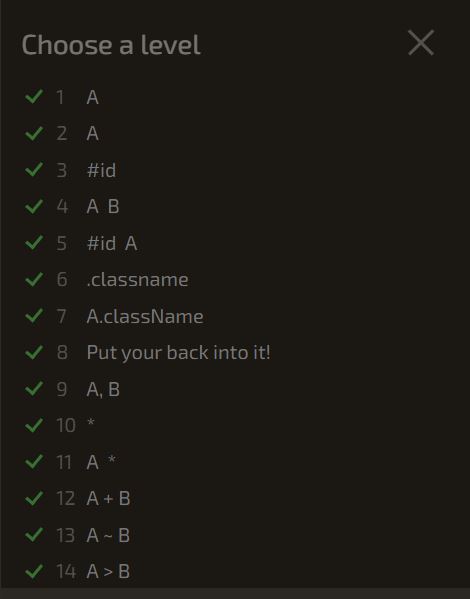 Choose a level
1 A
2 A
3 #id
4 A  B
5 #id  A
6 .classname
7 A.className
8 Put your back into it!
9 A, B
10 *
11 A  *
12 A + B
13 A ~ B
14 A > B